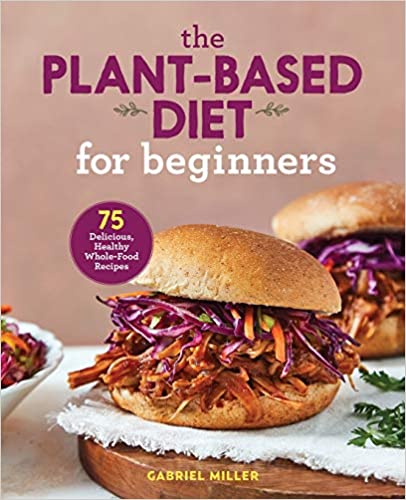 the
PLANT-BASED
DIET
for beginners
75
Delicious,
Healthy
Whole-Food
Recipes
GABRIEL MILLER